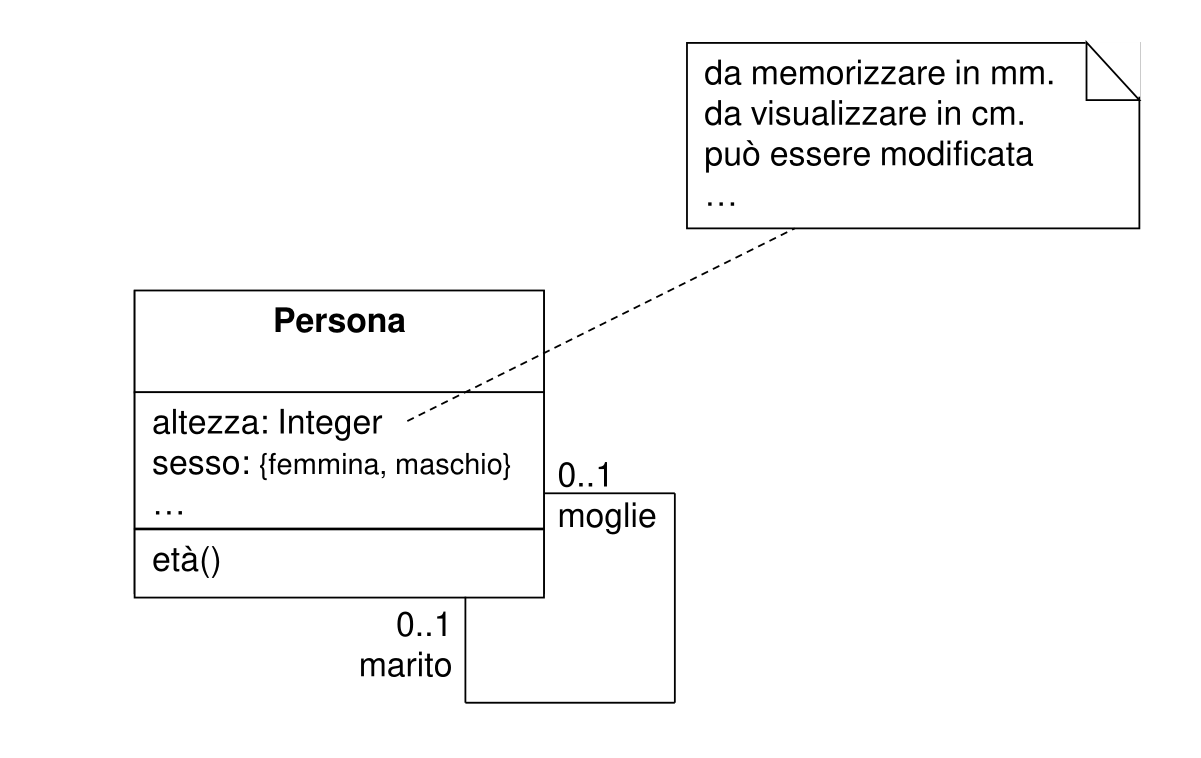 da memorizzare in mm.
da visualizzare in cm.
può essere modificata
…
Persona
altezza: Integer
sesso: {femmina, maschio}
…
età()
0..1
moglie
0..1
marito